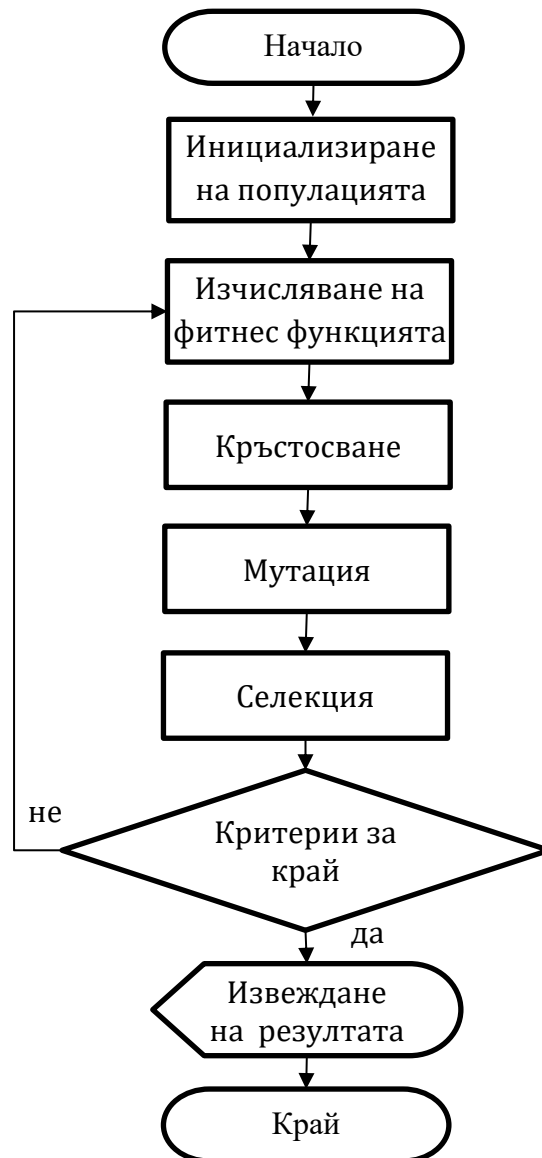 Начало
Инициализиране
на популацията
Изчисляване на
фитнес функцията
Кръстосване
Мутация
Селекция
не
Критерии за
край
да
Извеждане
на резултата
Край